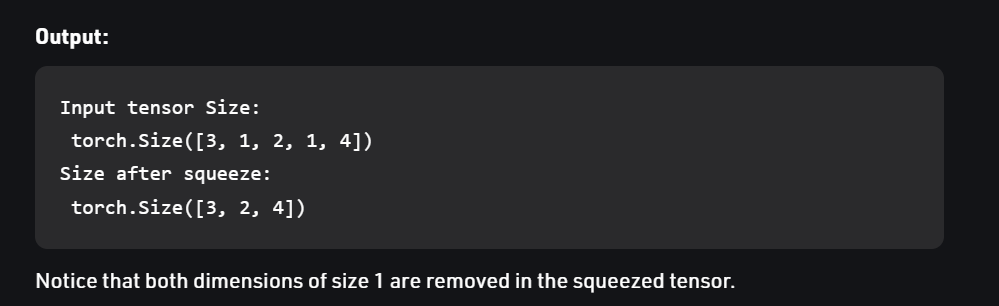 Output:
Input tensor Size:
 torch.Size([3, 1, 2, 1, 4])
Size after squeeze:
 torch.Size([3, 2, 4])
Notice that both dimensions of size 1 are removed in the squeezed tensor.